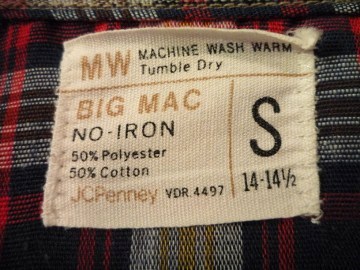 MW MACHINE WASH WARM
Tumble Dry
BIG MAC
NO-IRON
50% Polyester
50% Cotton
JCPenney VDR 4497
S
14-14½